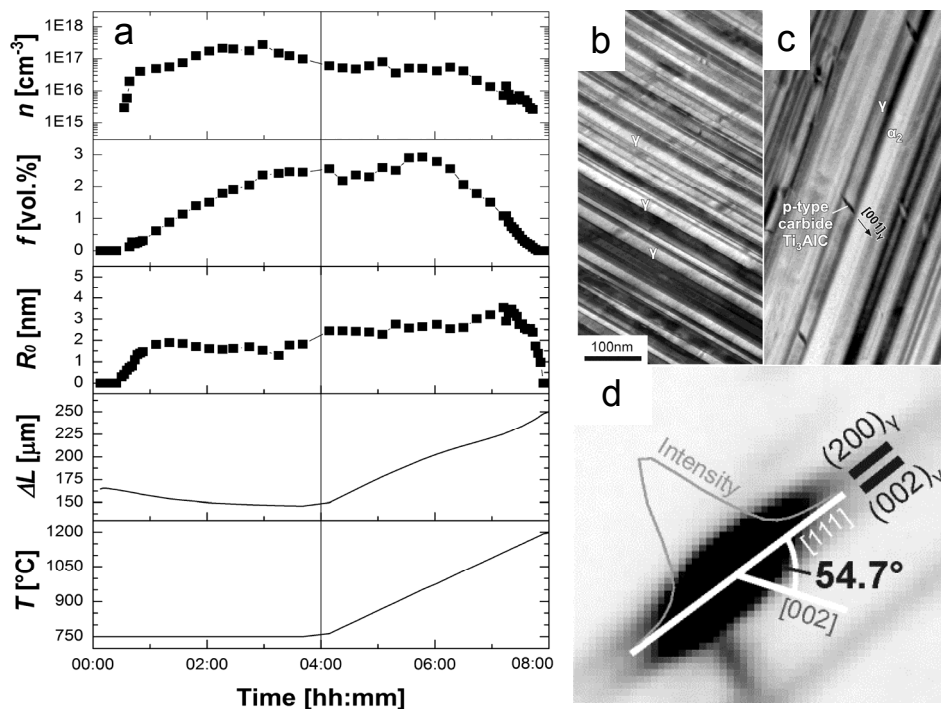 a
n [cm-3]
1E18
1E17
1E16
1E15
f [vol.%]
3
2
1
0
R0 [nm]
5
4
3
2
1
0
ΔL [µm]
250
225
200
175
150
T [°C]
1200
1050
900
750
00:00 02:00 04:00 06:00 08:00
Time [hh:mm]
b
γ
γ
γ
100nm
c
γ
α2
p-type
carbide
Ti3AlC
[001]γ
d
Intensity
(200)γ
(002)γ
[111]
54.7°
[002]